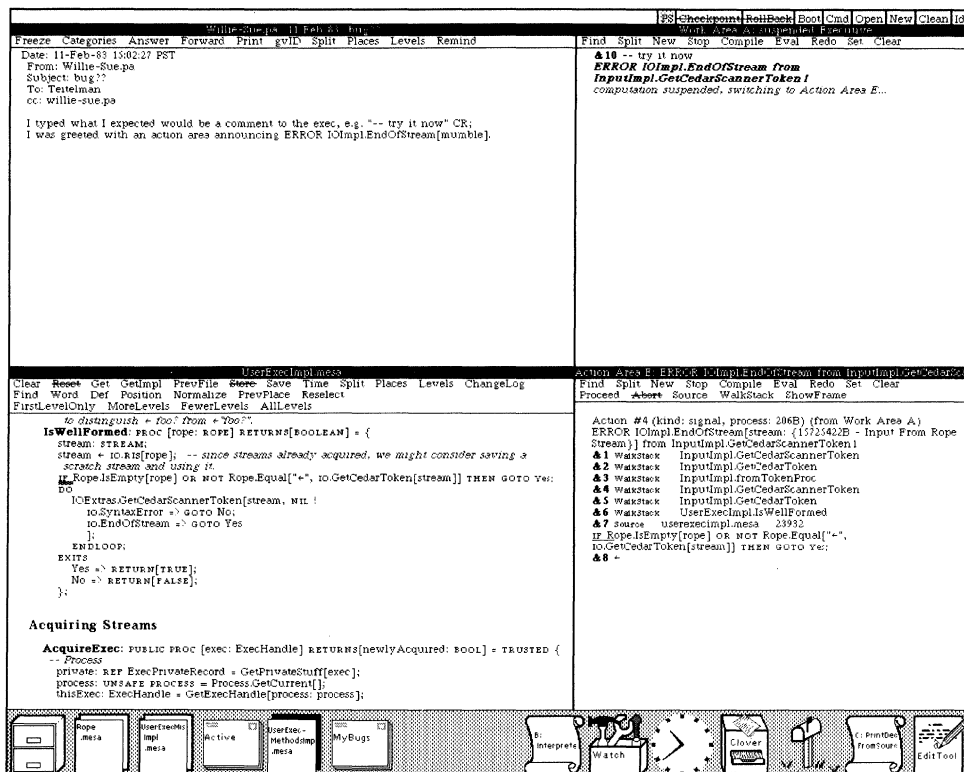 PS Checkpoint RollBack Boot Cmd Open New Clean Id
Willie-Sue.pa 11 Feb 83 bug
Freeze Categories Answer Forward Print gvID Split Places Levels Remind
Date: 11-Feb-83 15:02:27 PST
From: Willie-Sue.pa
Subject: bug??
To: Teitelman
cc: willie-sue.pa
I typed what I expected would be a comment to the exec, e.g. "-- try it now" CR;
I was greeted with an action area announcing ERROR IOImpl.EndOfStream[mumble].
Work Area A: suspended Executive
Find Split New Stop Compile Eval Redo Set Clear
&10 -- try it now
ERROR IOImpl.EndOfStream from
InputImpl.GetCedarScannerToken!
computation suspended, switching to Action Area E...
UserExecImpl.mesa
Clear Reset Get GetImpl PrevFile Store Save Time Split Places Levels ChangeLog
Find Word Def Position Normalize PrevPlace Reselect
FirstLevelOnly MoreLevels FewerLevels AllLevels
to distinguish ← foo? from ←"foo?".
IsWellFormed: PROC [rope: ROPE] RETURNS[BOOLEAN] = {
stream: STREAM;
stream ← IO.RIS[rope]; -- since streams already acquired, we might consider saving a
scratch stream and using it.
IF Rope.IsEmpty[rope] OR NOT Rope.Equal["←", IO.GetCedarToken[stream]] THEN GOTO Yes;
DO
IOExtras.GetCedarScannerToken[stream, NIL !
IO.SyntaxError => GOTO No;
IO.EndOfStream => GOTO Yes
];
ENDLOOP;
EXITS
Yes => RETURN[TRUE];
No => RETURN[FALSE];
};
Acquiring Streams
AcquireExec: PUBLIC PROC [exec: ExecHandle] RETURNS[newlyAcquired: BOOL] = TRUSTED {
-- Process
private: REF ExecPrivateRecord = GetPrivateStuff[exec];
process: UNSAFE PROCESS = Process.GetCurrent[];
thisExec: ExecHandle = GetExecHandle[process: process];
Action Area E: ERROR IOImpl.EndOfStream from InputImpl.GetCedarSca
Find Split New Stop Compile Eval Redo Set Clear
Proceed Abort Source WalkStack ShowFrame
Action #4 (kind: signal, process: 206B) (from Work Area A)
ERROR IOImpl.EndOfStream[stream: {15725422B - Input From Rope
Stream}] from InputImpl.GetCedarScannerToken!
&1 WalkStack InputImpl.GetCedarScannerToken
&2 WalkStack InputImpl.GetCedarToken
&3 WalkStack InputImpl.fromTokenProc
&4 WalkStack InputImpl.GetCedarScannerToken
&5 WalkStack InputImpl.GetCedarToken
&6 WalkStack UserExecImpl.IsWellFormed
&7 Source userexecimpl.mesa 23932
IF Rope.IsEmpty[rope] OR NOT Rope.Equal["←",
IO.GetCedarToken[stream]] THEN GOTO Yes;
&8 ←
Rope
.mesa
UserExecMis
Impl
.mesa
Active
UserExec-
MethodsImp
.mesa
MyBugs
B:
Interprete
Watch
Clover
C: PrintDec
FromSourc
EditTool